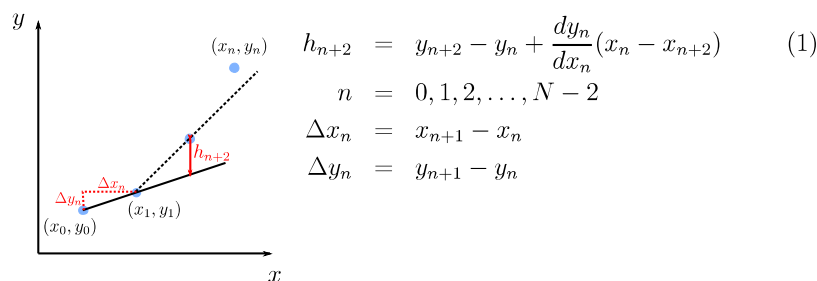 y
(x_n, y_n)
h_{n+2}
Δx_n
Δy_n
(x_1, y_1)
(x_0, y_0)
x
h_{n+2} = y_{n+2} − y_n + \frac{dy_n}{dx_n}(x_n − x_{n+2}) (1)
n = 0, 1, 2, . . . , N − 2
Δx_n = x_{n+1} − x_n
Δy_n = y_{n+1} − y_n